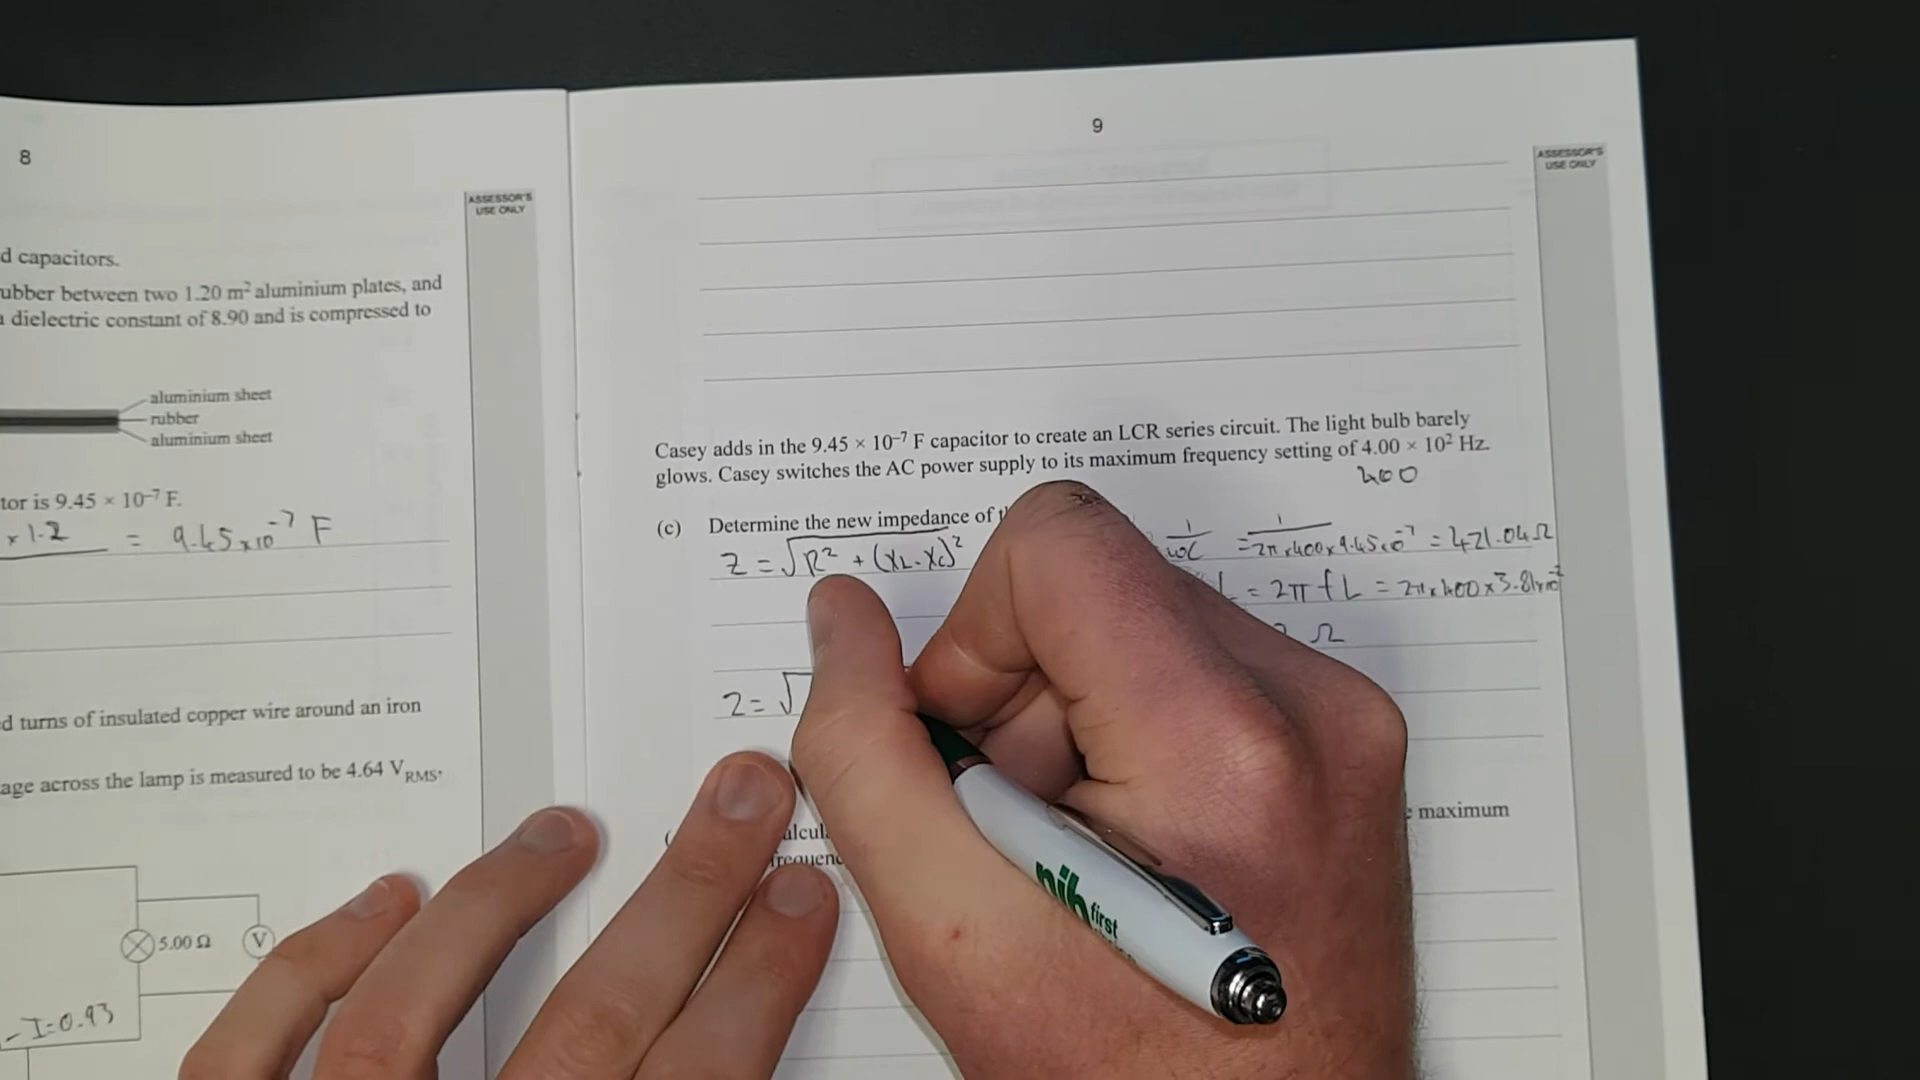 8
ASSESSOR'S
USE ONLY
d capacitors.
ubber between two 1.20 m² aluminium plates, and
a dielectric constant of 8.90 and is compressed to
aluminium sheet
rubber
aluminium sheet
tor is 9.45 × 10⁻⁷ F.
× 1.2 = 9.45×10⁻⁷ F
d turns of insulated copper wire around an iron
age across the lamp is measured to be 4.64 V_RMS.
5.00 Ω
V
I=0.93
9
ASSESSOR'S
USE ONLY
Casey adds in the 9.45 × 10⁻⁷ F capacitor to create an LCR series circuit. The light bulb barely
glows. Casey switches the AC power supply to its maximum frequency setting of 4.00 × 10² Hz.
400
(c) Determine the new impedance of
Z = √R² + (XL - Xc)²
1/ωC = 1/2π×400×9.45×10⁻⁷ = 421.04Ω
L = 2πfL = 2π×400×3.81×10⁻²
Ω
Z = √
maximum
nib
first